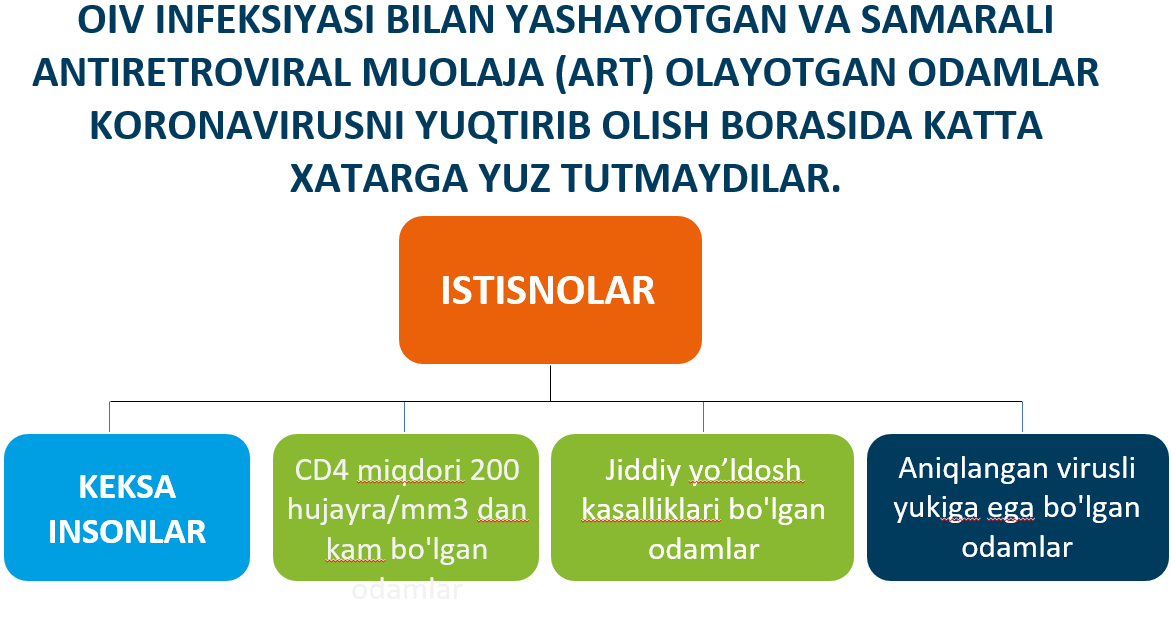 OIV INFEKSIYASI BILAN YASHAYOTGAN VA SAMARALI
ANTIRETROVIRAL MUOLAJA (ART) OLAYOTGAN ODAMLAR
KORONAVIRUSNI YUQTIRIB OLISH BORASIDA KATTA
XATARGA YUZ TUTMAYDILAR.
ISTISNOLAR
KEKSA
INSONLAR
CD4 miqdori 200
hujayra/mm3 dan
kam bo'lgan
odamlar
Jiddiy yo’ldosh
kasalliklari bo'lgan
odamlar
Aniqlangan virusli
yukiga ega bo'lgan
odamlar